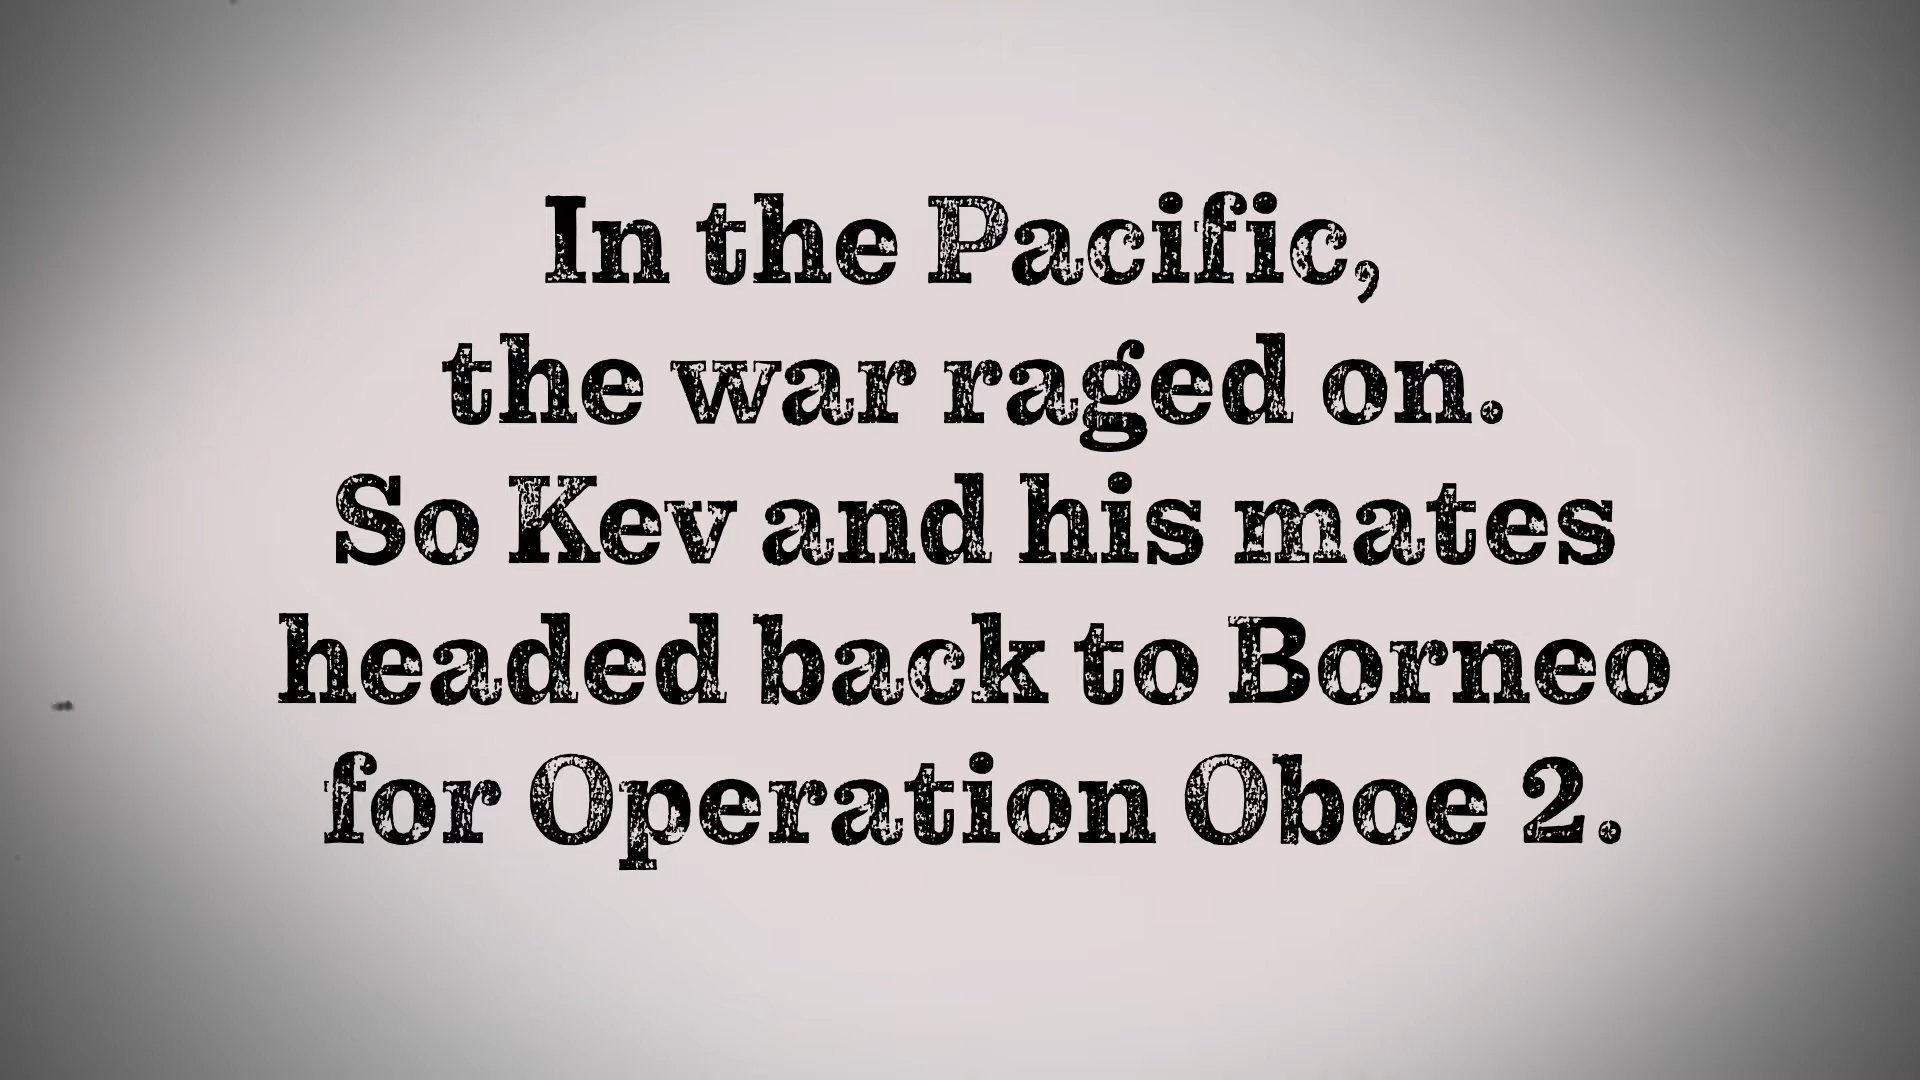 In the Pacific,
the war raged on.
So Kev and his mates
headed back to Borneo
for Operation Oboe 2.